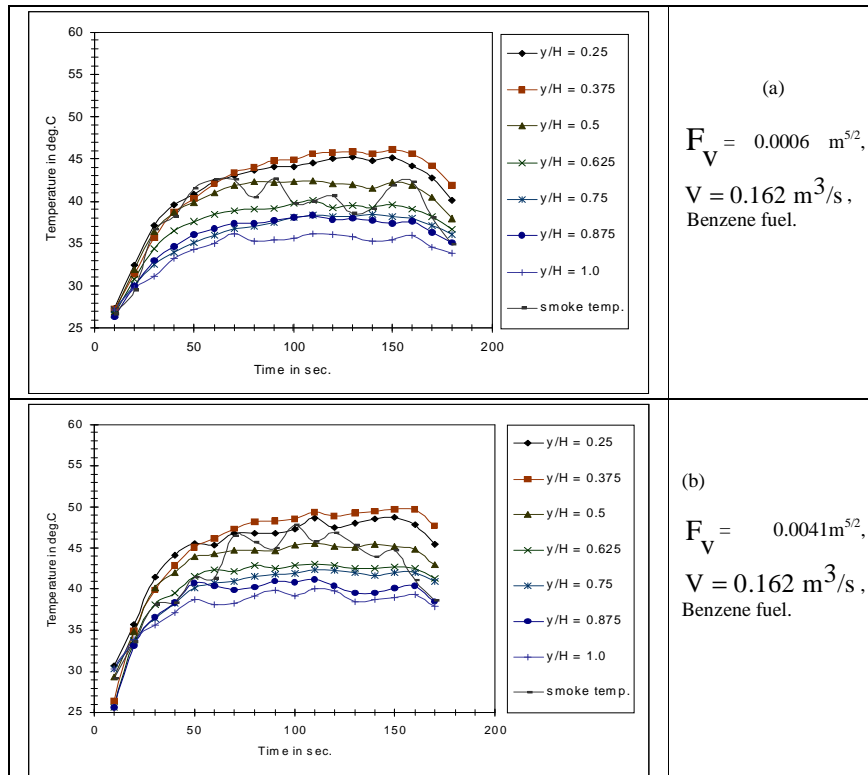 60
55
50
45
40
35
30
25
0
50
100
150
200
Temperature in deg.C
Time in sec.
y/H = 0.25
y/H = 0.375
y/H = 0.5
y/H = 0.625
y/H = 0.75
y/H = 0.875
y/H = 1.0
smoke temp.
(a)
F_V = 0.0006 m^{5/2},
V = 0.162 m^3/s ,
Benzene fuel.
60
55
50
45
40
35
30
25
0
50
100
150
200
Temperature in deg.C
Time in sec.
y/H = 0.25
y/H = 0.375
y/H = 0.5
y/H = 0.625
y/H = 0.75
y/H = 0.875
y/H = 1.0
smoke temp.
(b)
F_V = 0.0041m^{5/2},
V = 0.162 m^3/s ,
Benzene fuel.